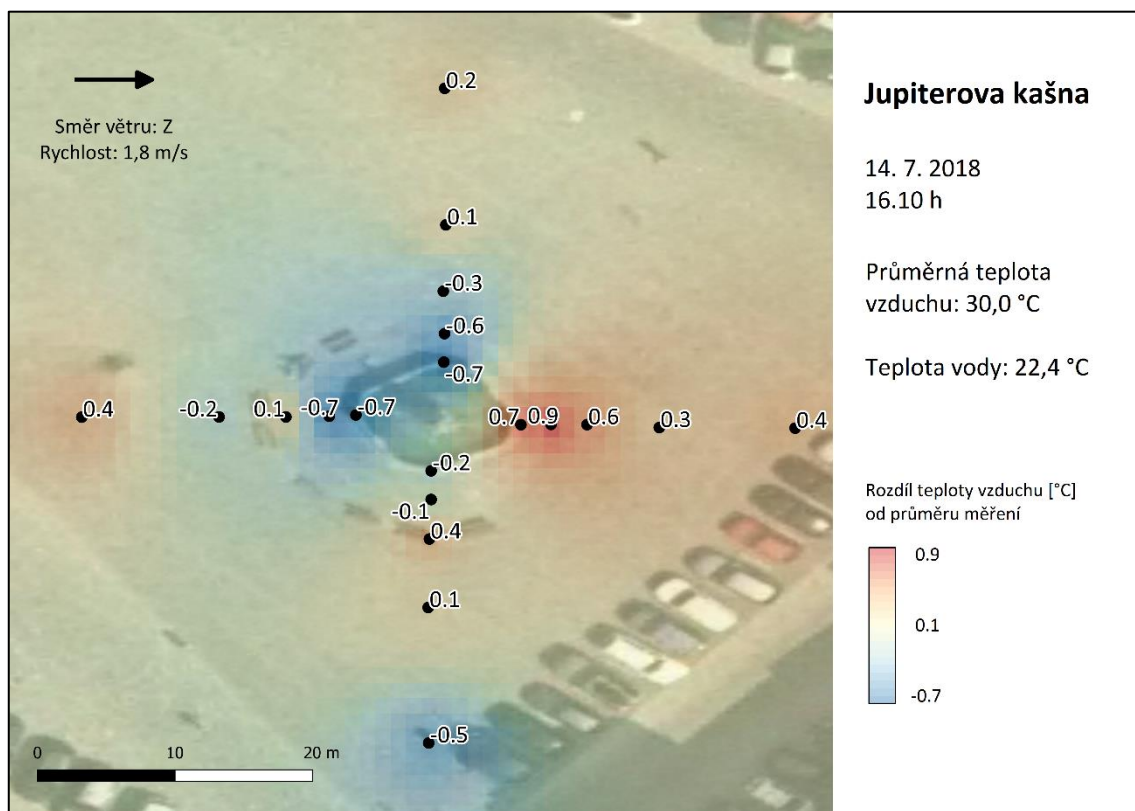 Směr větru: Z
Rychlost: 1,8 m/s
0.2
0.1
-0.3
-0.6
-0.7
0.4
-0.2
0.1
-0.7
-0.7
0.7
0.9
0.6
0.3
0.4
-0.2
-0.1
0.4
0.1
-0.5
0 10 20 m
Jupiterova kašna
14. 7. 2018
16.10 h
Průměrná teplota
vzduchu: 30,0 °C
Teplota vody: 22,4 °C
Rozdíl teploty vzduchu [°C]
od průměru měření
0.9
0.1
-0.7